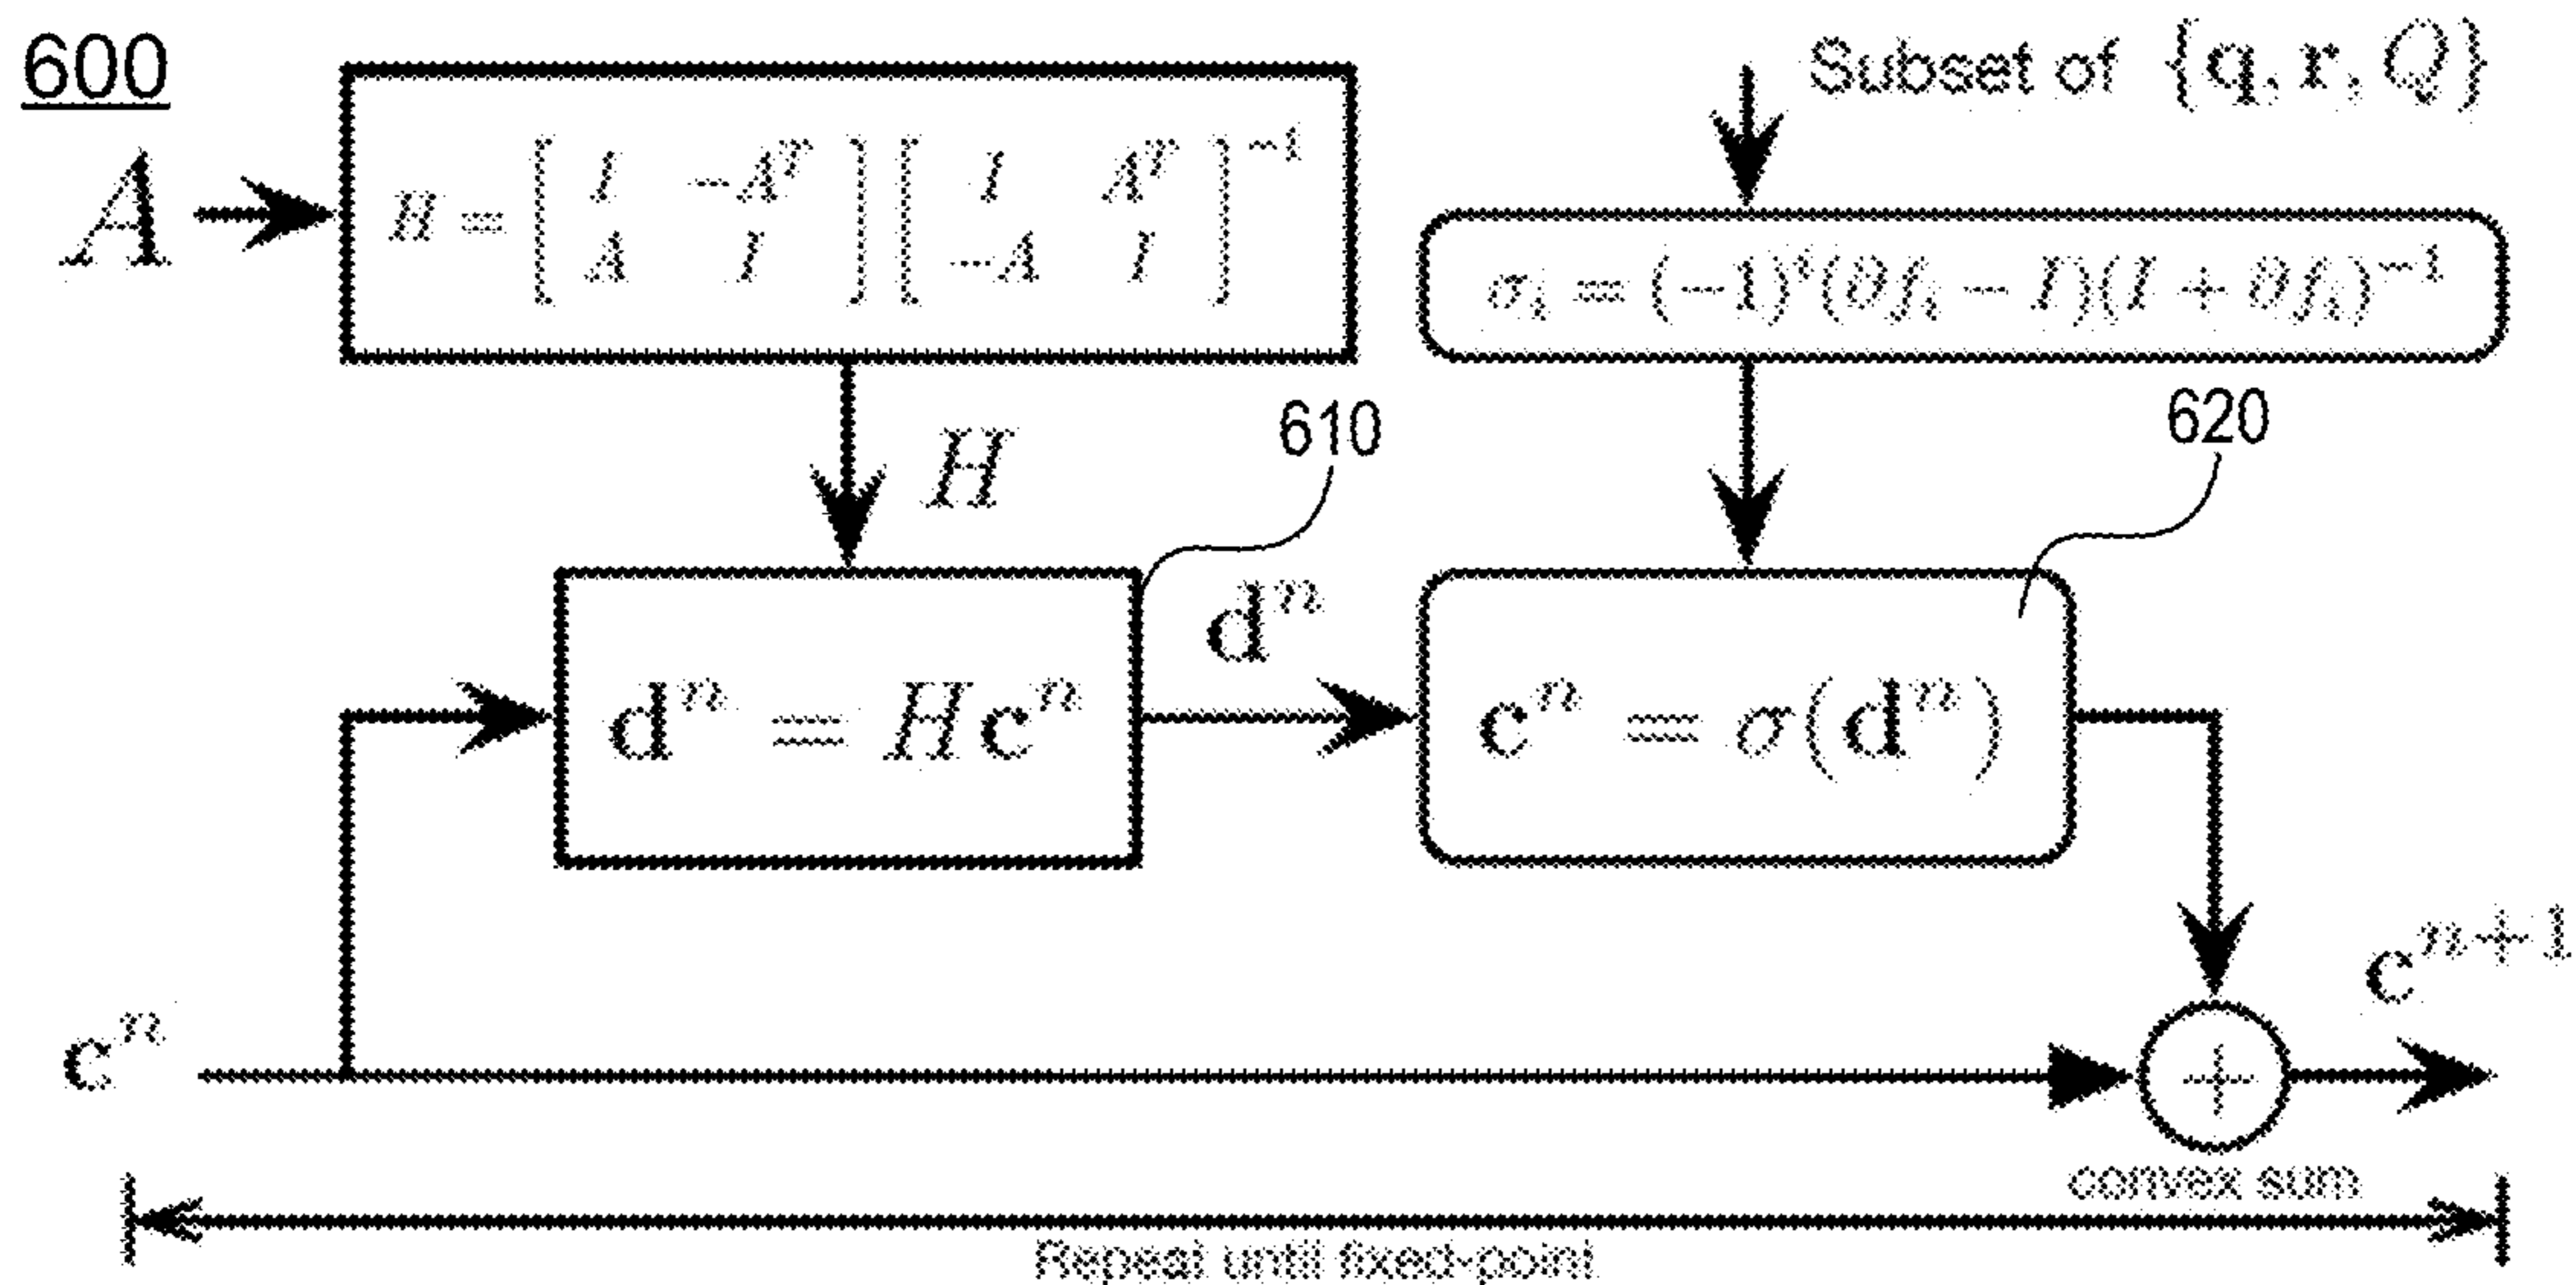 600
Subset of {q, r, Q}
A
H = [ I -A^T ; A I ] [ I A^T ; -A I ]^{-1}
σ_i = (-1)^i(∂f_i - I)(I + ∂f_i)^{-1}
H
610
620
d^n
d^n = Hc^n
c^n = σ(d^n)
c^{n+1}
c^n
+
convex sum
Repeat until fixed-point